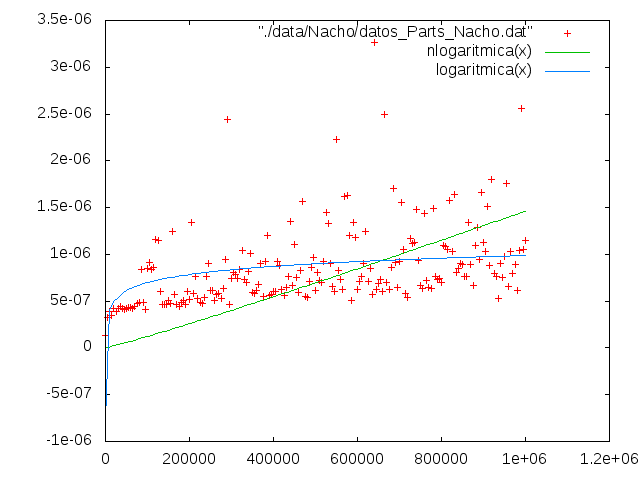 3.5e-06
"./data/Nacho/datos_Parts_Nacho.dat"
nlogaritmica(x)
logaritmica(x)
3e-06
2.5e-06
2e-06
1.5e-06
1e-06
5e-07
0
-5e-07
-1e-06
0 200000 400000 600000 800000 1e+06 1.2e+06